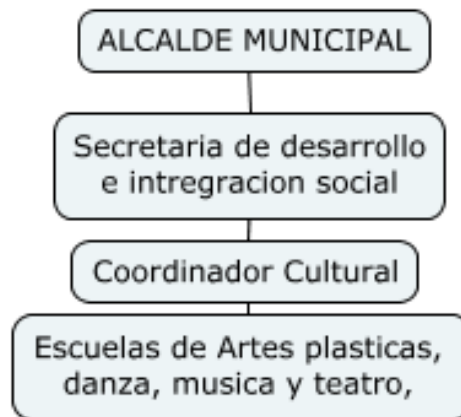 ALCALDE MUNICIPAL
Secretaria de desarrollo
e intregracion social
Coordinador Cultural
Escuelas de Artes plasticas,
danza, musica y teatro,